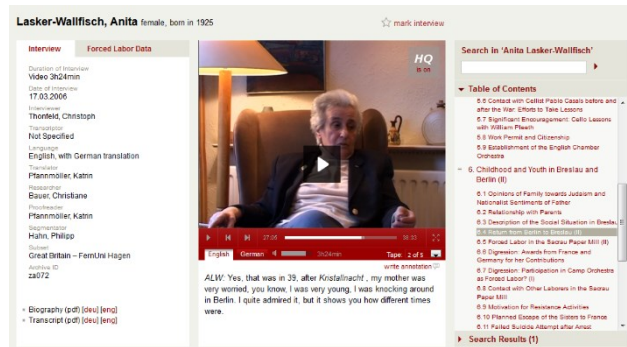 Lasker-Wallfisch, Anita female, born in 1925
mark interview
Interview
Forced Labor Data
Duration of Interview
Video 3h24min
Date of Interview
17.03.2006
Interviewer
Thonfeld, Christoph
Transcriptor
Not Specified
Language
English, with German translation
Translator
Pfannmöller, Katrin
Researcher
Bauer, Christiane
Proofreader
Pfannmöller, Katrin
Segmentator
Hahn, Philipp
Subset
Great Britain – FernUni Hagen
Archive ID
za072
Biography (pdf) [deu] [eng]
Transcript (pdf) [deu] [eng]
HQ
is on
27:05
39:33
English German 3h24min Tape: 2 of 5
write annotation
ALW: Yes, that was in 39, after Kristallnacht , my mother was
very worried, you know, I was very young, I was knocking around
in Berlin. I quite admired it, but it shows you how different times
were.
Search in 'Anita Lasker-Wallfisch'
Table of Contents
5.6 Contact with Cellist Pablo Casals before and
after the War: Efforts to Take Lessons
5.7 Significant Encouragement: Cello Lessons
with William Pleeth
5.8 Work Permit and Citizenship
5.9 Establishment of the English Chamber
Orchestra
6. Childhood and Youth in Breslau and
Berlin (II)
6.1 Opinions of Family towards Judaism and
Nationalist Sentiments of Father
6.2 Relationship with Parents
6.3 Description of the Social Situation in Breslau
6.4 Return from Berlin to Breslau (II)
6.5 Forced Labor in the Sacrau Paper Mill (II)
6.6 Digression: Awards from France and
Germany for her Contributions
6.7 Digression: Participation in Camp Orchestra
as Forced Labor? (I)
6.8 Contact with Other Laborers in the Sacrau
Paper Mill
6.9 Motivation for Resistance Activities
6.10 Planned Escape of the Sisters to France
6.11 Failed Suicide Attempt after Arrest
Search Results (1)